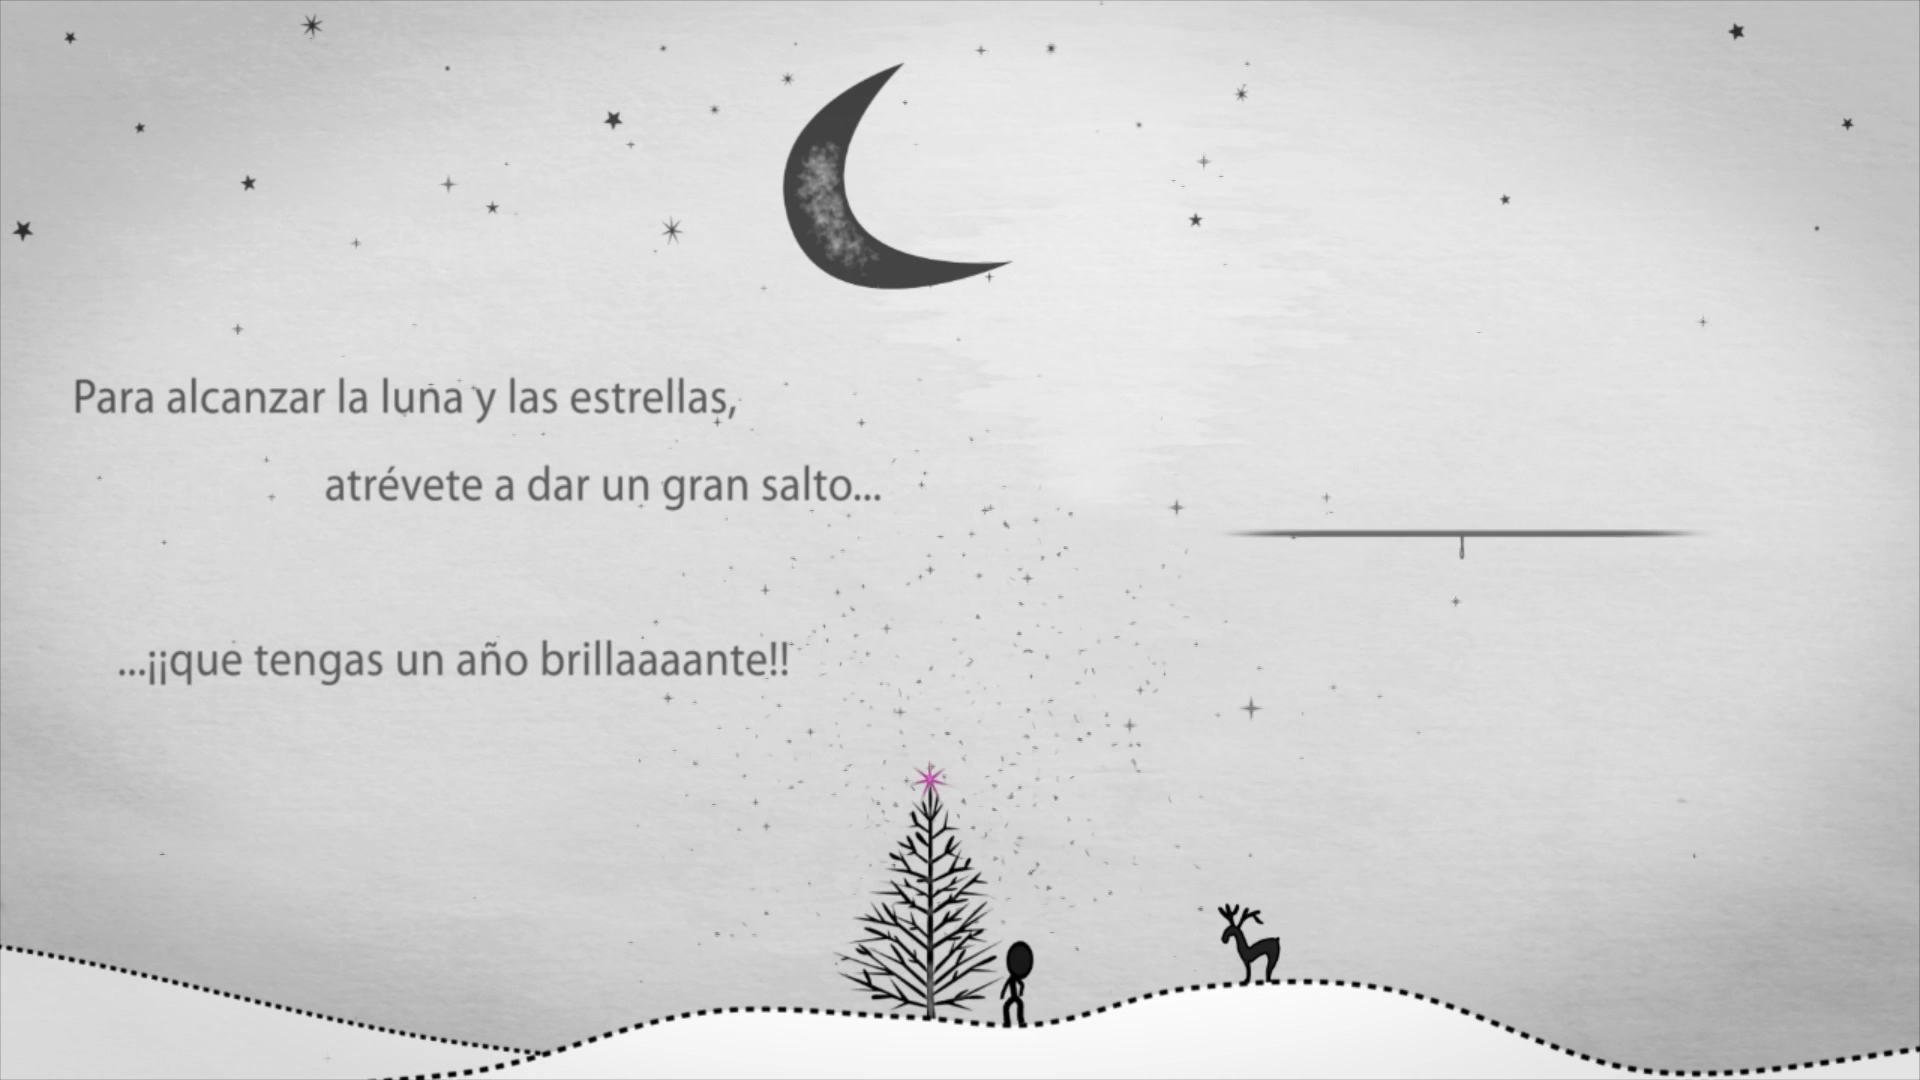 Para alcanzar la luna y las estrellas,
atrévete a dar un gran salto...
...¡¡que tengas un año brillaaaante!!